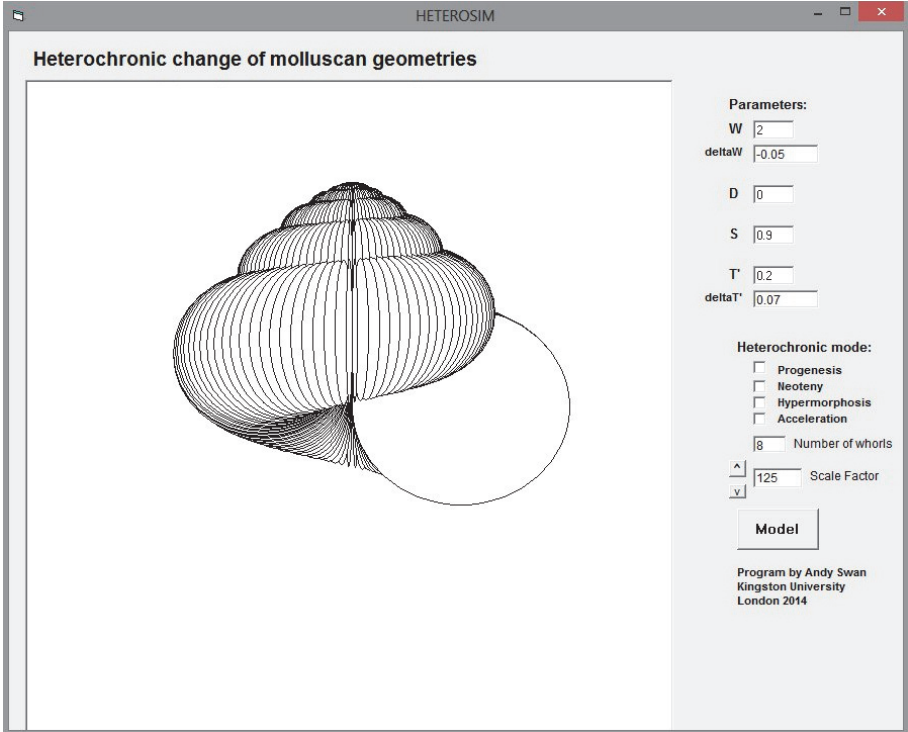 HETEROSIM
Heterochronic change of molluscan geometries
Parameters:
W 2
deltaW -0.05
D 0
S 0.9
T' 0.2
deltaT' 0.07
Heterochronic mode:
Progenesis
Neoteny
Hypermorphosis
Acceleration
8 Number of whorls
^
125 Scale Factor
v
Model
Program by Andy Swan
Kingston University
London 2014